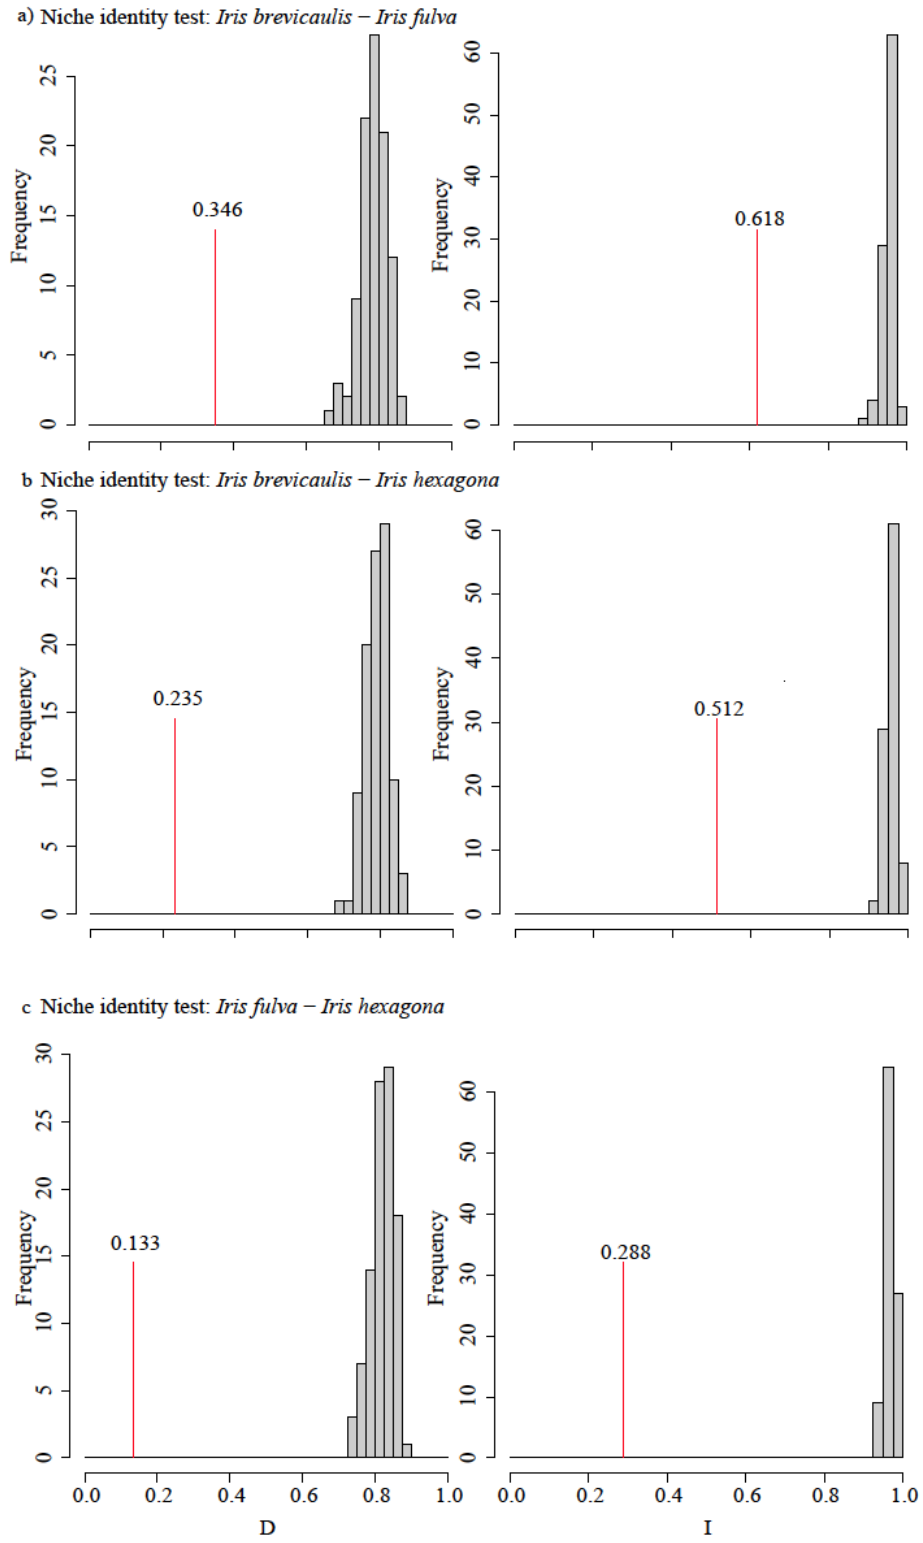 a) Niche identity test: Iris brevicaulis − Iris fulva
Frequency
0 5 10 15 20 25
0.346
Frequency
0 10 20 30 40 50 60
0.618
b Niche identity test: Iris brevicaulis − Iris hexagona
Frequency
0 5 10 15 20 25 30
0.235
Frequency
0 10 20 30 40 50 60
0.512
c Niche identity test: Iris fulva − Iris hexagona
Frequency
0 5 10 15 20 25 30
0.133
0.0 0.2 0.4 0.6 0.8 1.0
D
Frequency
0 10 20 30 40 50 60
0.288
0.0 0.2 0.4 0.6 0.8 1.0
I